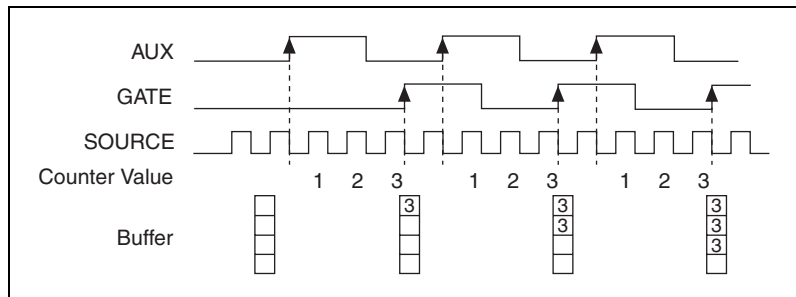 AUX
GATE
SOURCE
Counter Value 1 2 3 1 2 3 1 2 3
Buffer
3 3 3
3 3
3